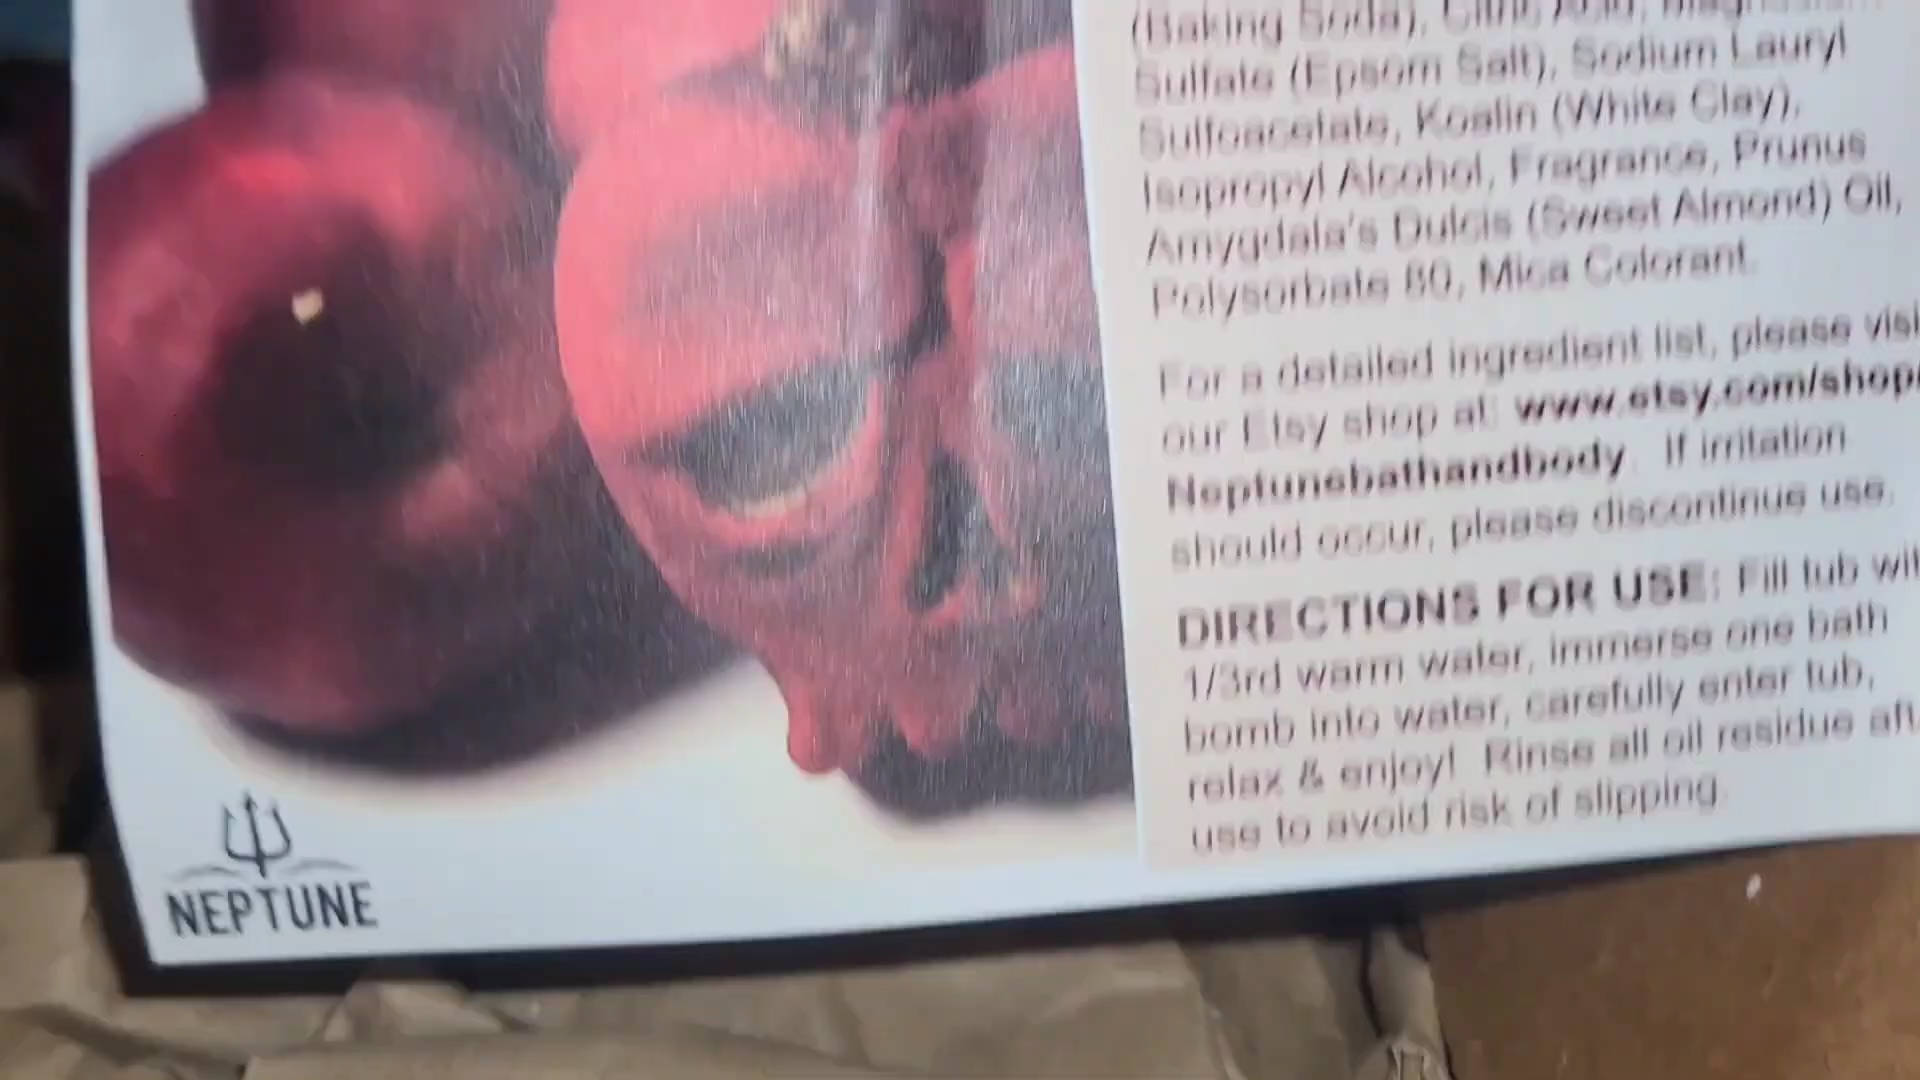 (Baking Soda), Citric Acid, Magnesium
Sulfate (Epsom Salt), Sodium Lauryl
Sulfoacetate, Koalin (White Clay),
Isopropyl Alcohol, Fragrance, Prunus
Amygdala's Dulcis (Sweet Almond) Oil,
Polysorbate 80, Mica Colorant.
For a detailed ingredient list, please visi
our Etsy shop at: www.etsy.com/shop/
Neptunebathandbody. If irritation
should occur, please discontinue use.
DIRECTIONS FOR USE: Fill tub wit
1/3rd warm water, immerse one bath
bomb into water, carefully enter tub,
relax & enjoy! Rinse all oil residue aft
use to avoid risk of slipping.
NEPTUNE